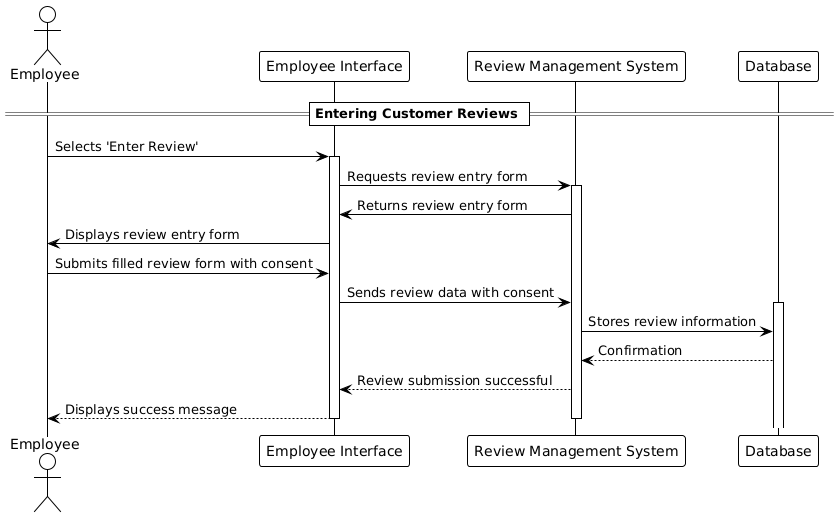 Employee
Employee Interface
Review Management System
Database
Entering Customer Reviews
Selects 'Enter Review'
Requests review entry form
Returns review entry form
Displays review entry form
Submits filled review form with consent
Sends review data with consent
Stores review information
Confirmation
Review submission successful
Displays success message
Employee
Employee Interface
Review Management System
Database